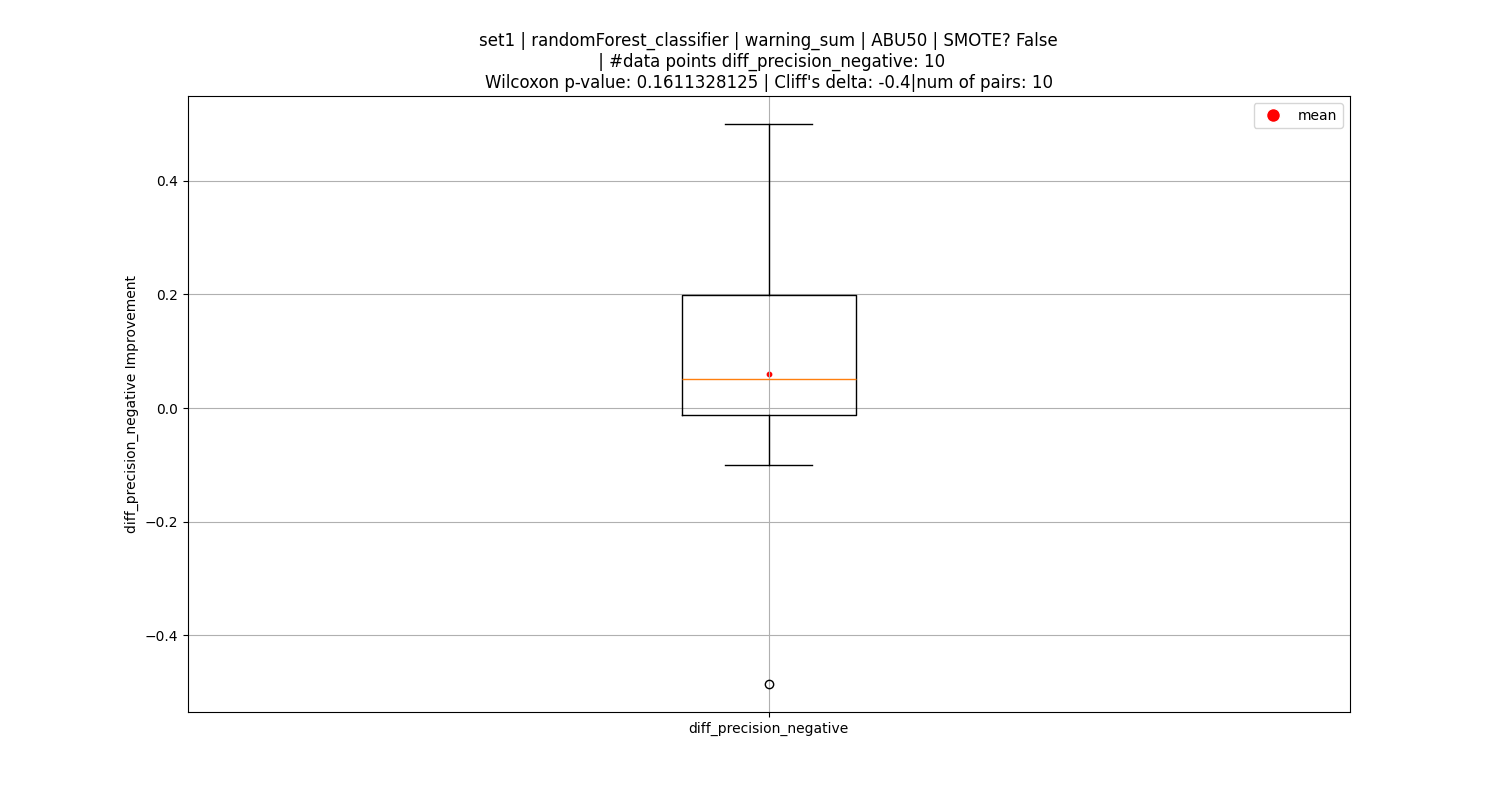 set1 | randomForest_classifier | warning_sum | ABU50 | SMOTE? False
| #data points diff_precision_negative: 10
Wilcoxon p-value: 0.1611328125 | Cliff's delta: -0.4|num of pairs: 10
mean
0.4
0.2
0.0
−0.2
−0.4
diff_precision_negative Improvement
diff_precision_negative